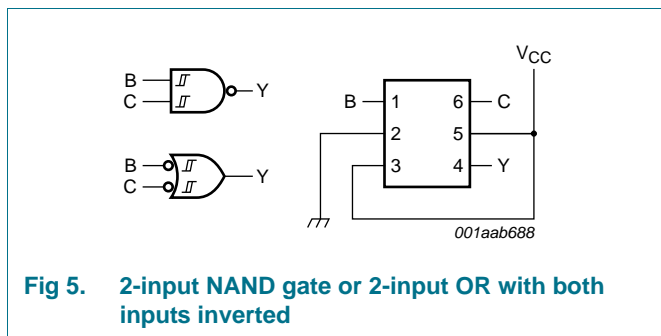 V_CC
B
C
Y
B
C
Y
B 1 6 C
2 5
3 4 Y
001aab688
Fig 5. 2-input NAND gate or 2-input OR with both
inputs inverted